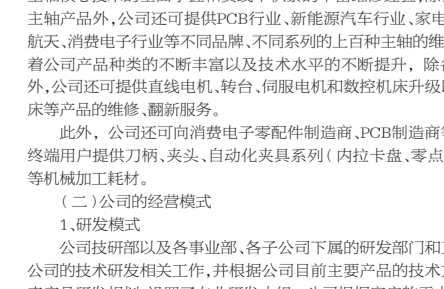 主轴产品外,公司还可提供PCB行业、新能源汽车行业、家电
航天、消费电子行业等不同品牌、不同系列的上百种主轴的维
着公司产品种类的不断丰富以及技术水平的不断提升，除
外,公司还可提供直线电机、转台、伺服电机和数控机床升级
床等产品的维修、翻新服务。
此外，公司还可向消费电子零配件制造商、PCB制造商
终端用户提供刀柄、夹头、自动化夹具系列(内拉卡盘、零点
等机械加工耗材。
(二)公司的经营模式
1、研发模式
公司技研部以及各事业部、各子公司下属的研发部门和
公司的技术研发相关工作,并根据公司目前主要产品的技术